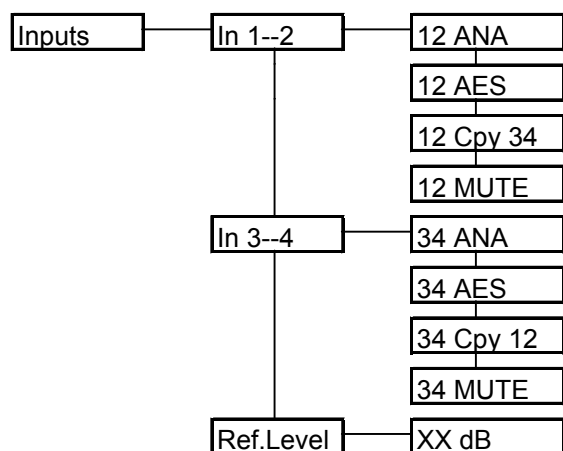 Inputs
In 1--2
12 ANA
12 AES
12 Cpy 34
12 MUTE
In 3--4
34 ANA
34 AES
34 Cpy 12
34 MUTE
Ref.Level
XX dB